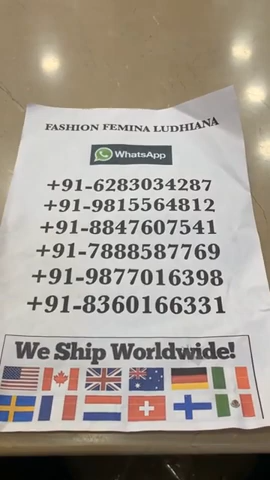 FASHION FEMINA LUDHIANA
WhatsApp
+91-6283034287
+91-9815564812
+91-8847607541
+91-7888587769
+91-9877016398
+91-8360166331
We Ship Worldwide!